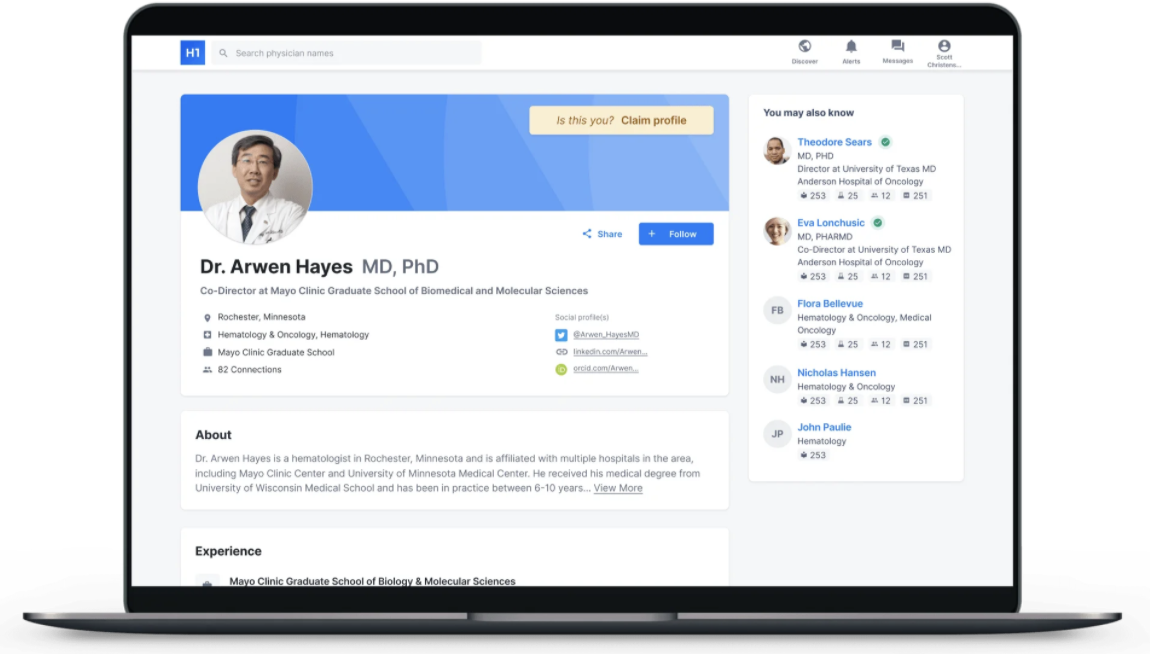 H1
Search physician names
Discover
Alerts
Messages
Scott
Christens...
Is this you? Claim profile
Share
+ Follow
Dr. Arwen Hayes MD, PhD
Co-Director at Mayo Clinic Graduate School of Biomedical and Molecular Sciences
Rochester, Minnesota
Hematology & Oncology, Hematology
Mayo Clinic Graduate School
82 Connections
Social profile(s)
@Arwen_HayesMD
linkedin.com/Arwen...
orcid.com/Arwen...
About
Dr. Arwen Hayes is a hematologist in Rochester, Minnesota and is affiliated with multiple hospitals in the area,
including Mayo Clinic Center and University of Minnesota Medical Center. He received his medical degree from
University of Wisconsin Medical School and has been in practice between 6-10 years... View More
Experience
Mayo Clinic Graduate School of Biology & Molecular Sciences
You may also know
Theodore Sears
MD, PHD
Director at University of Texas MD
Anderson Hospital of Oncology
253 25 12 251
Eva Lonchusic
MD, PHARMD
Co-Director at University of Texas MD
Anderson Hospital of Oncology
253 25 12 251
FB
Flora Bellevue
Hematology & Oncology, Medical
Oncology
253 25 12 251
NH
Nicholas Hansen
Hematology & Oncology
253 25 12 251
JP
John Paulie
Hematology
253